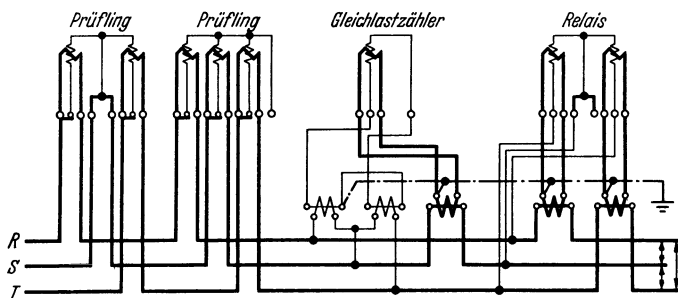 Prüfling
Prüfling
Gleichlastzähler
Relais
R
S
T